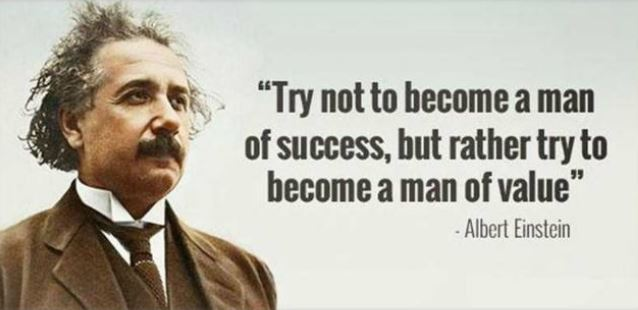 “Try not to become a man
of success, but rather try to
become a man of value”
- Albert Einstein